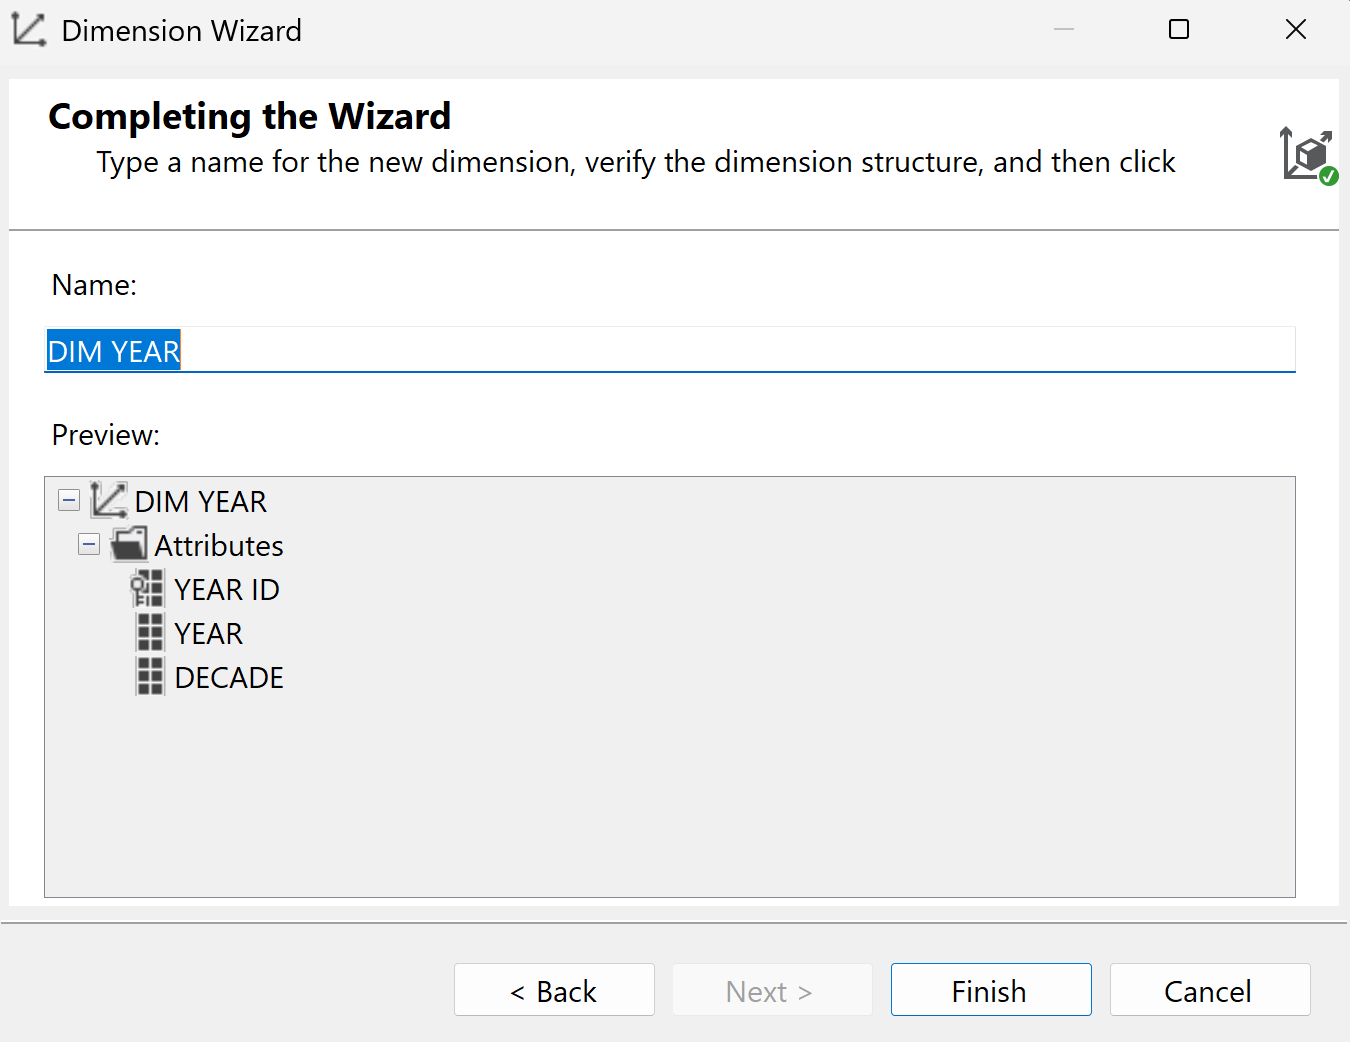 Dimension Wizard
Completing the Wizard
Type a name for the new dimension, verify the dimension structure, and then click
Name:
DIM YEAR
Preview:
DIM YEAR
Attributes
YEAR ID
YEAR
DECADE
< Back
Next >
Finish
Cancel